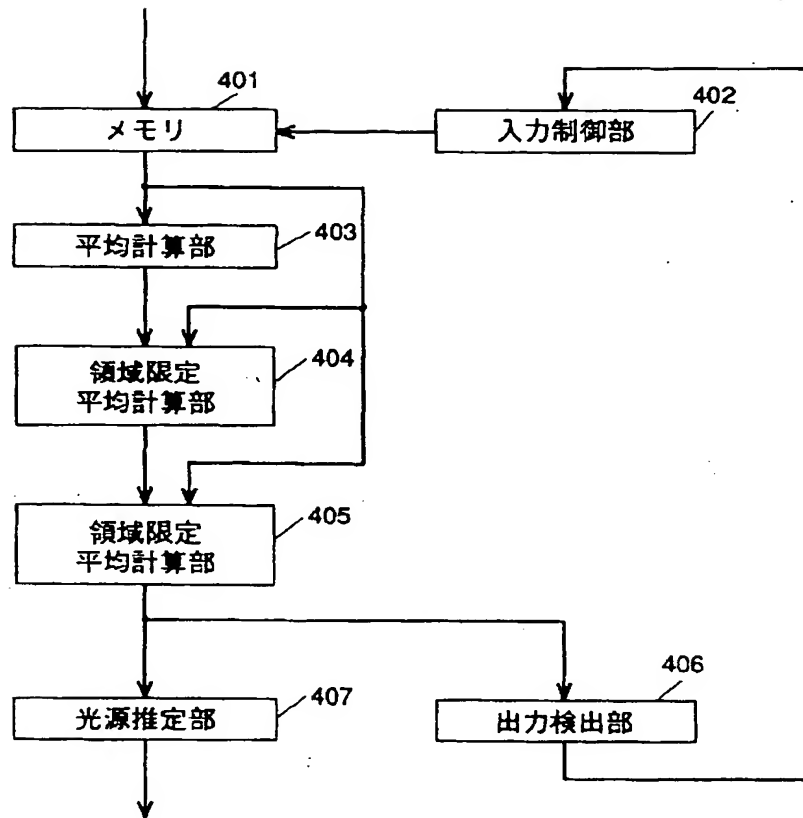 401
メモリ
402
入力制御部
403
平均計算部
404
領域限定
平均計算部
405
領域限定
平均計算部
406
出力検出部
407
光源推定部